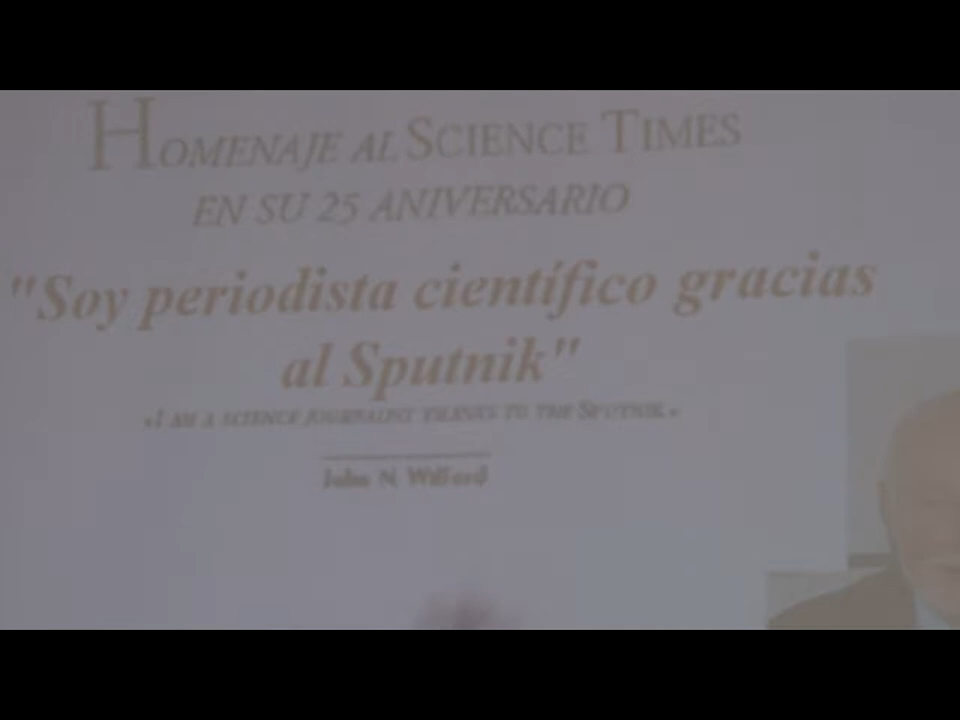 HOMENAJE AL SCIENCE TIMES
EN SU 25 ANIVERSARIO
"Soy periodista científico gracias
al Sputnik"
«I AM A SCIENCE JOURNALIST THANKS TO THE SPUTNIK.»
John N. Wilford